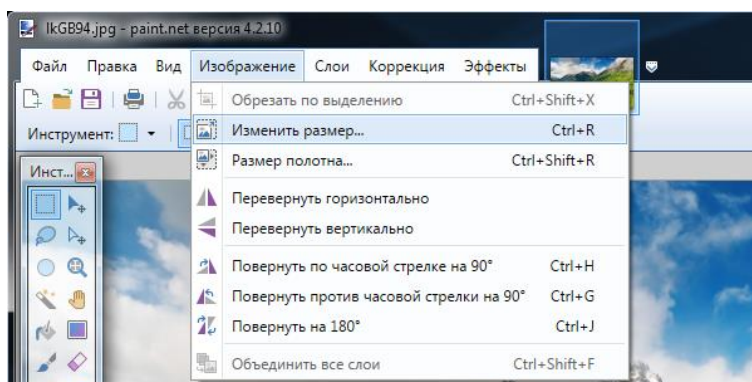 lkGB94.jpg - paint.net версия 4.2.10
Файл Правка Вид Изображение Слои Коррекция Эффекты
Обрезать по выделению Ctrl+Shift+X
Инструмент:
Изменить размер... Ctrl+R
Размер полотна... Ctrl+Shift+R
Инст...
Перевернуть горизонтально
Перевернуть вертикально
Повернуть по часовой стрелке на 90° Ctrl+H
Повернуть против часовой стрелки на 90° Ctrl+G
Повернуть на 180° Ctrl+J
Объединить все слои Ctrl+Shift+F